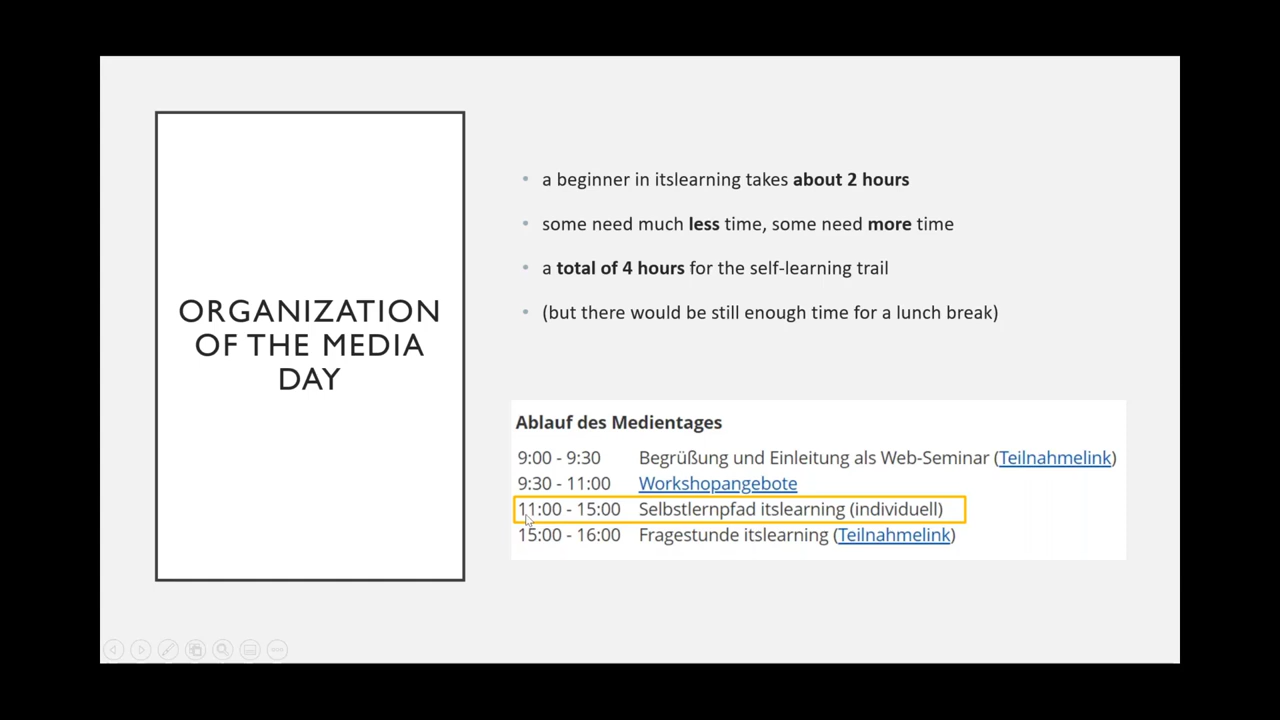 ORGANIZATION
OF THE MEDIA
DAY
• a beginner in itslearning takes about 2 hours
• some need much less time, some need more time
• a total of 4 hours for the self-learning trail
• (but there would be still enough time for a lunch break)
Ablauf des Medientages
9:00 - 9:30 Begrüßung und Einleitung als Web-Seminar (Teilnahmelink)
9:30 - 11:00 Workshopangebote
11:00 - 15:00 Selbstlernpfad itslearning (individuell)
15:00 - 16:00 Fragestunde itslearning (Teilnahmelink)